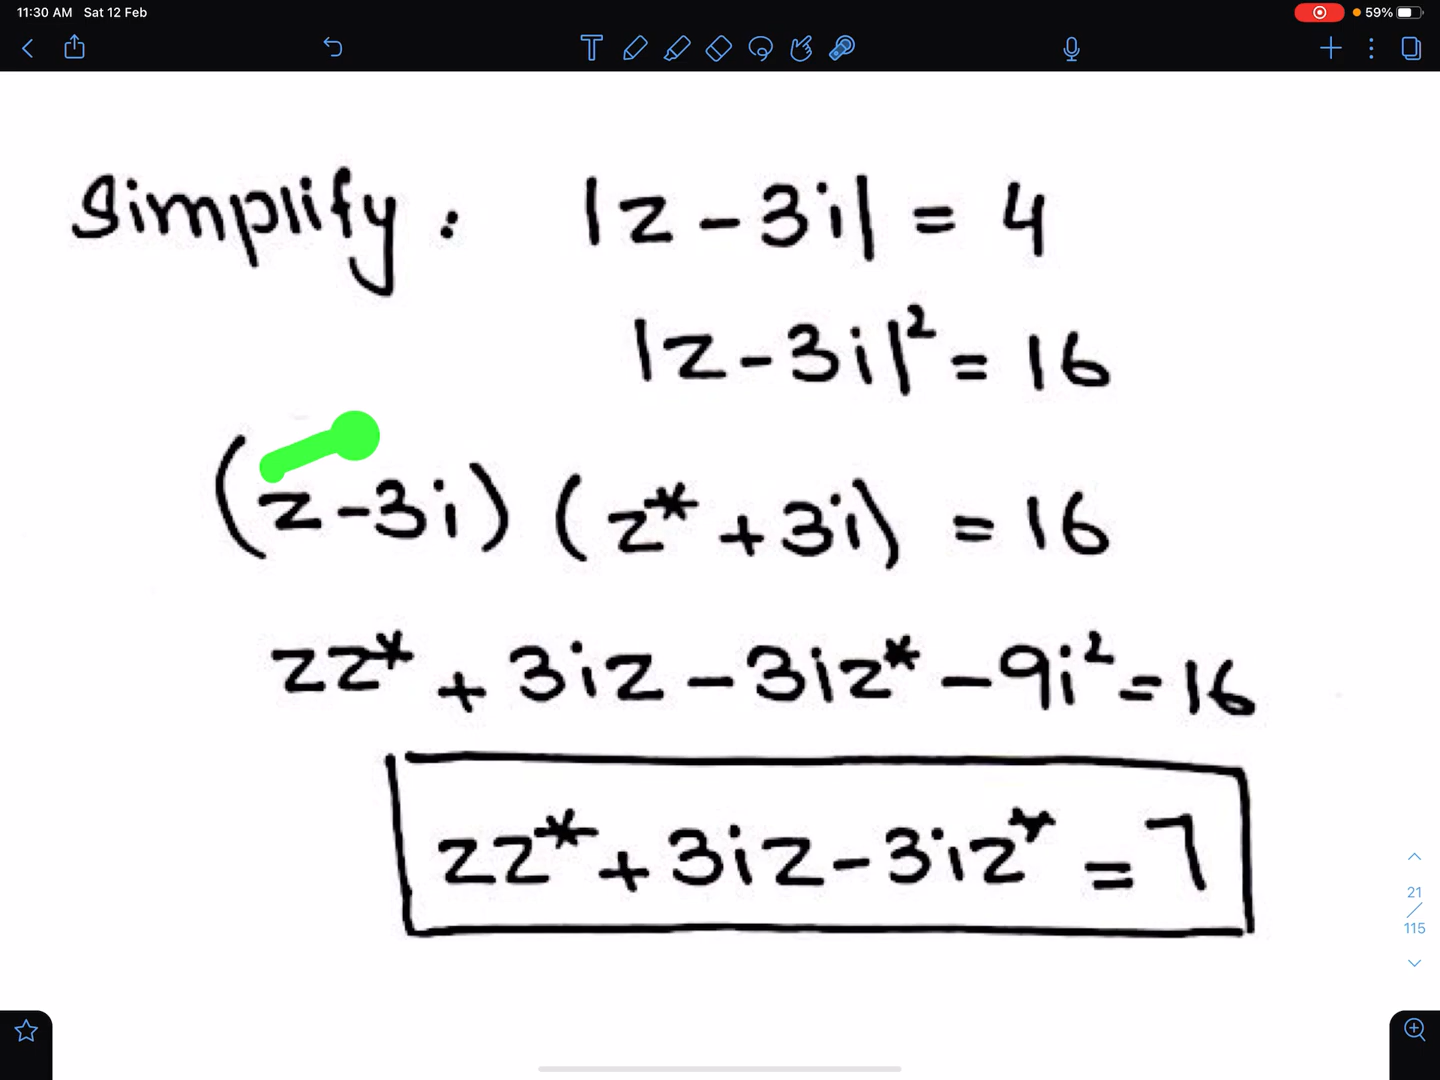 11:30 AM Sat 12 Feb 59%
Simplify: |z - 3i| = 4
|z - 3i|² = 16
(z - 3i) (z* + 3i) = 16
zz* + 3iz - 3iz* - 9i² = 16
zz* + 3iz - 3iz* = 7
21
/
115